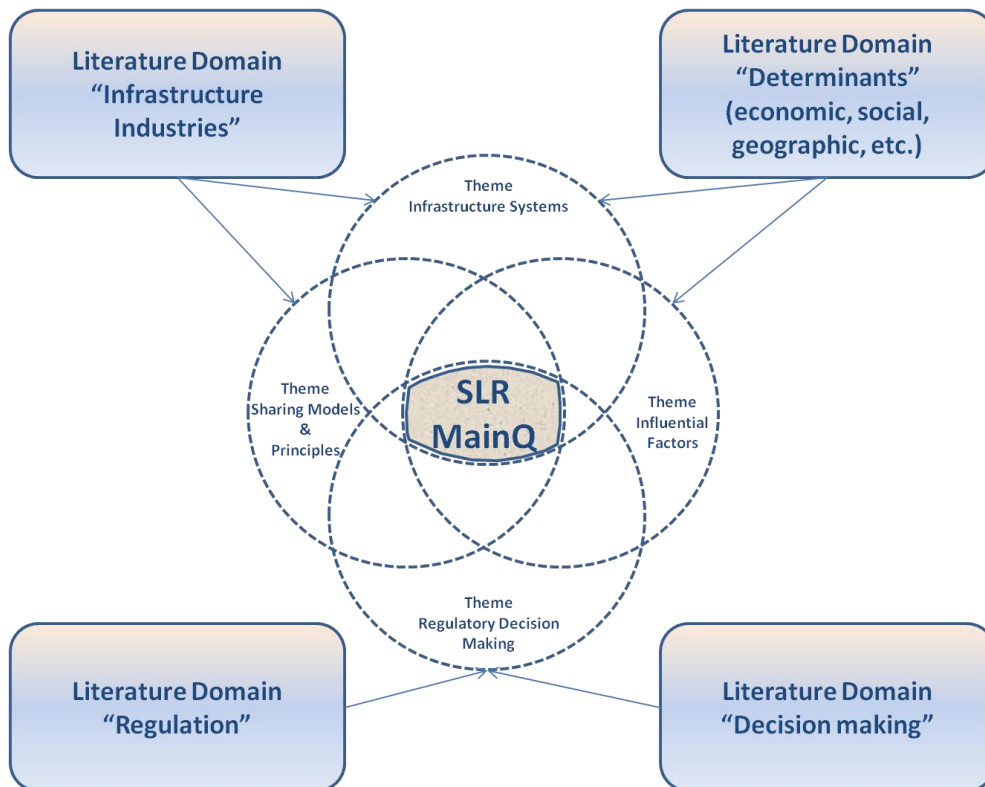 Literature Domain
“Infrastructure
Industries”
Literature Domain
“Determinants”
(economic, social,
geographic, etc.)
Theme
Infrastructure Systems
Theme
Sharing Models
&
Principles
SLR
MainQ
Theme
Influential
Factors
Theme
Regulatory Decision
Making
Literature Domain
“Regulation”
Literature Domain
“Decision making”